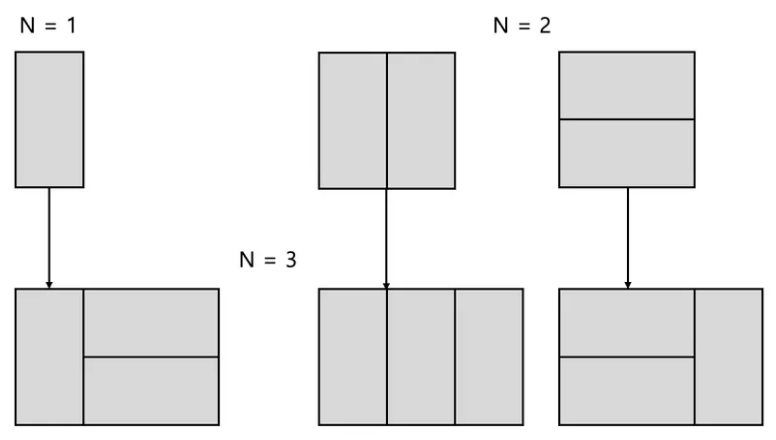 N = 1
N = 2
N = 3